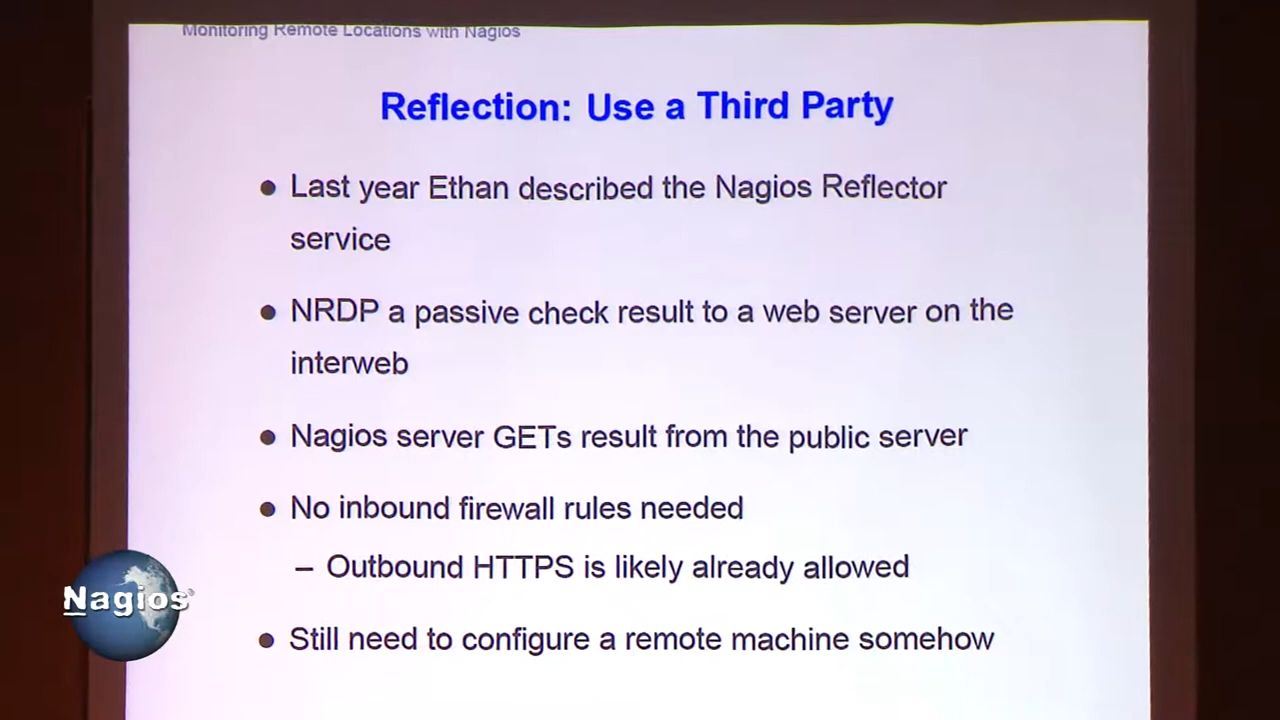 Monitoring Remote Locations with Nagios
Reflection: Use a Third Party
● Last year Ethan described the Nagios Reflector
service
● NRDP a passive check result to a web server on the
interweb
● Nagios server GETs result from the public server
● No inbound firewall rules needed
– Outbound HTTPS is likely already allowed
● Still need to configure a remote machine somehow
Nagios®